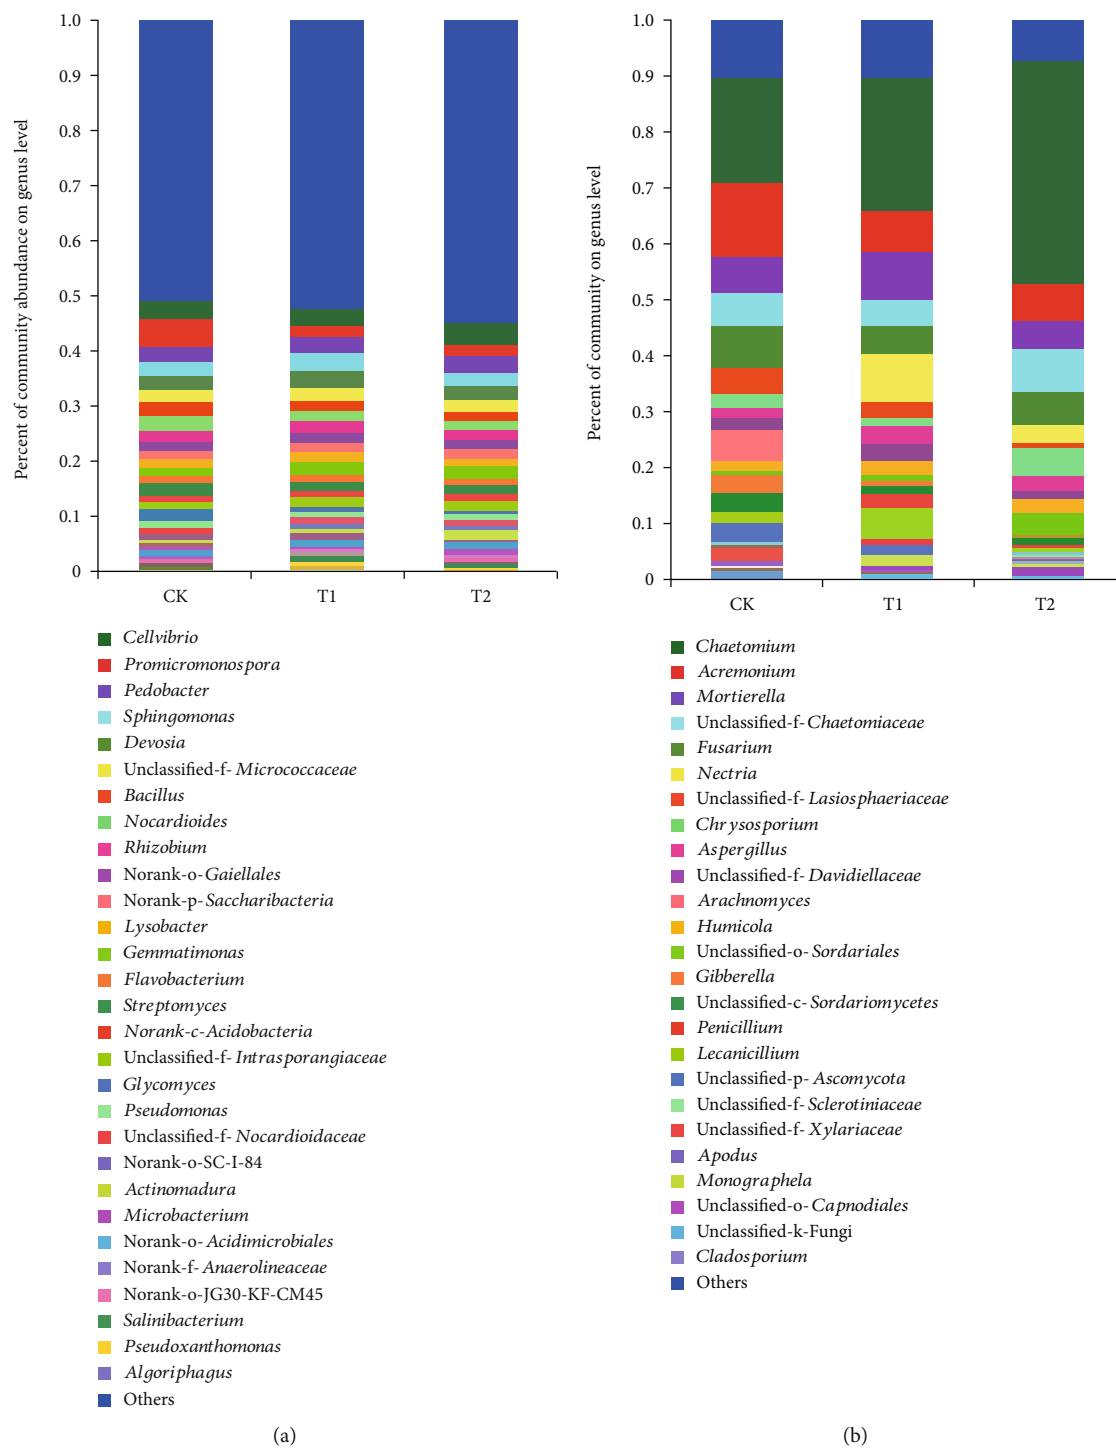 Percent of community abundance on genus level
1.0
0.9
0.8
0.7
0.6
0.5
0.4
0.3
0.2
0.1
0
CK
T1
T2
Cellvibrio
Promicromonospora
Pedobacter
Sphingomonas
Devosia
Unclassified-f-Micrococcaceae
Bacillus
Nocardioides
Rhizobium
Norank-o-Gaiellales
Norank-p-Saccharibacteria
Lysobacter
Gemmatimonas
Flavobacterium
Streptomyces
Norank-c-Acidobacteria
Unclassified-f-Intrasporangiaceae
Glycomyces
Pseudomonas
Unclassified-f-Nocardioidaceae
Norank-o-SC-I-84
Actinomadura
Microbacterium
Norank-o-Acidimicrobiales
Norank-f-Anaerolineaceae
Norank-o-JG30-KF-CM45
Salinibacterium
Pseudoxanthomonas
Algoriphagus
Others
(a)
Percent of community on genus level
1.0
0.9
0.8
0.7
0.6
0.5
0.4
0.3
0.2
0.1
0
CK
T1
T2
Chaetomium
Acremonium
Mortierella
Unclassified-f-Chaetomiaceae
Fusarium
Nectria
Unclassified-f-Lasiosphaeriaceae
Chrysosporium
Aspergillus
Unclassified-f-Davidiellaceae
Arachnomyces
Humicola
Unclassified-o-Sordariales
Gibberella
Unclassified-c-Sordariomycetes
Penicillium
Lecanicillium
Unclassified-p-Ascomycota
Unclassified-f-Sclerotiniaceae
Unclassified-f-Xylariaceae
Apodus
Monographela
Unclassified-o-Capnodiales
Unclassified-k-Fungi
Cladosporium
Others
(b)